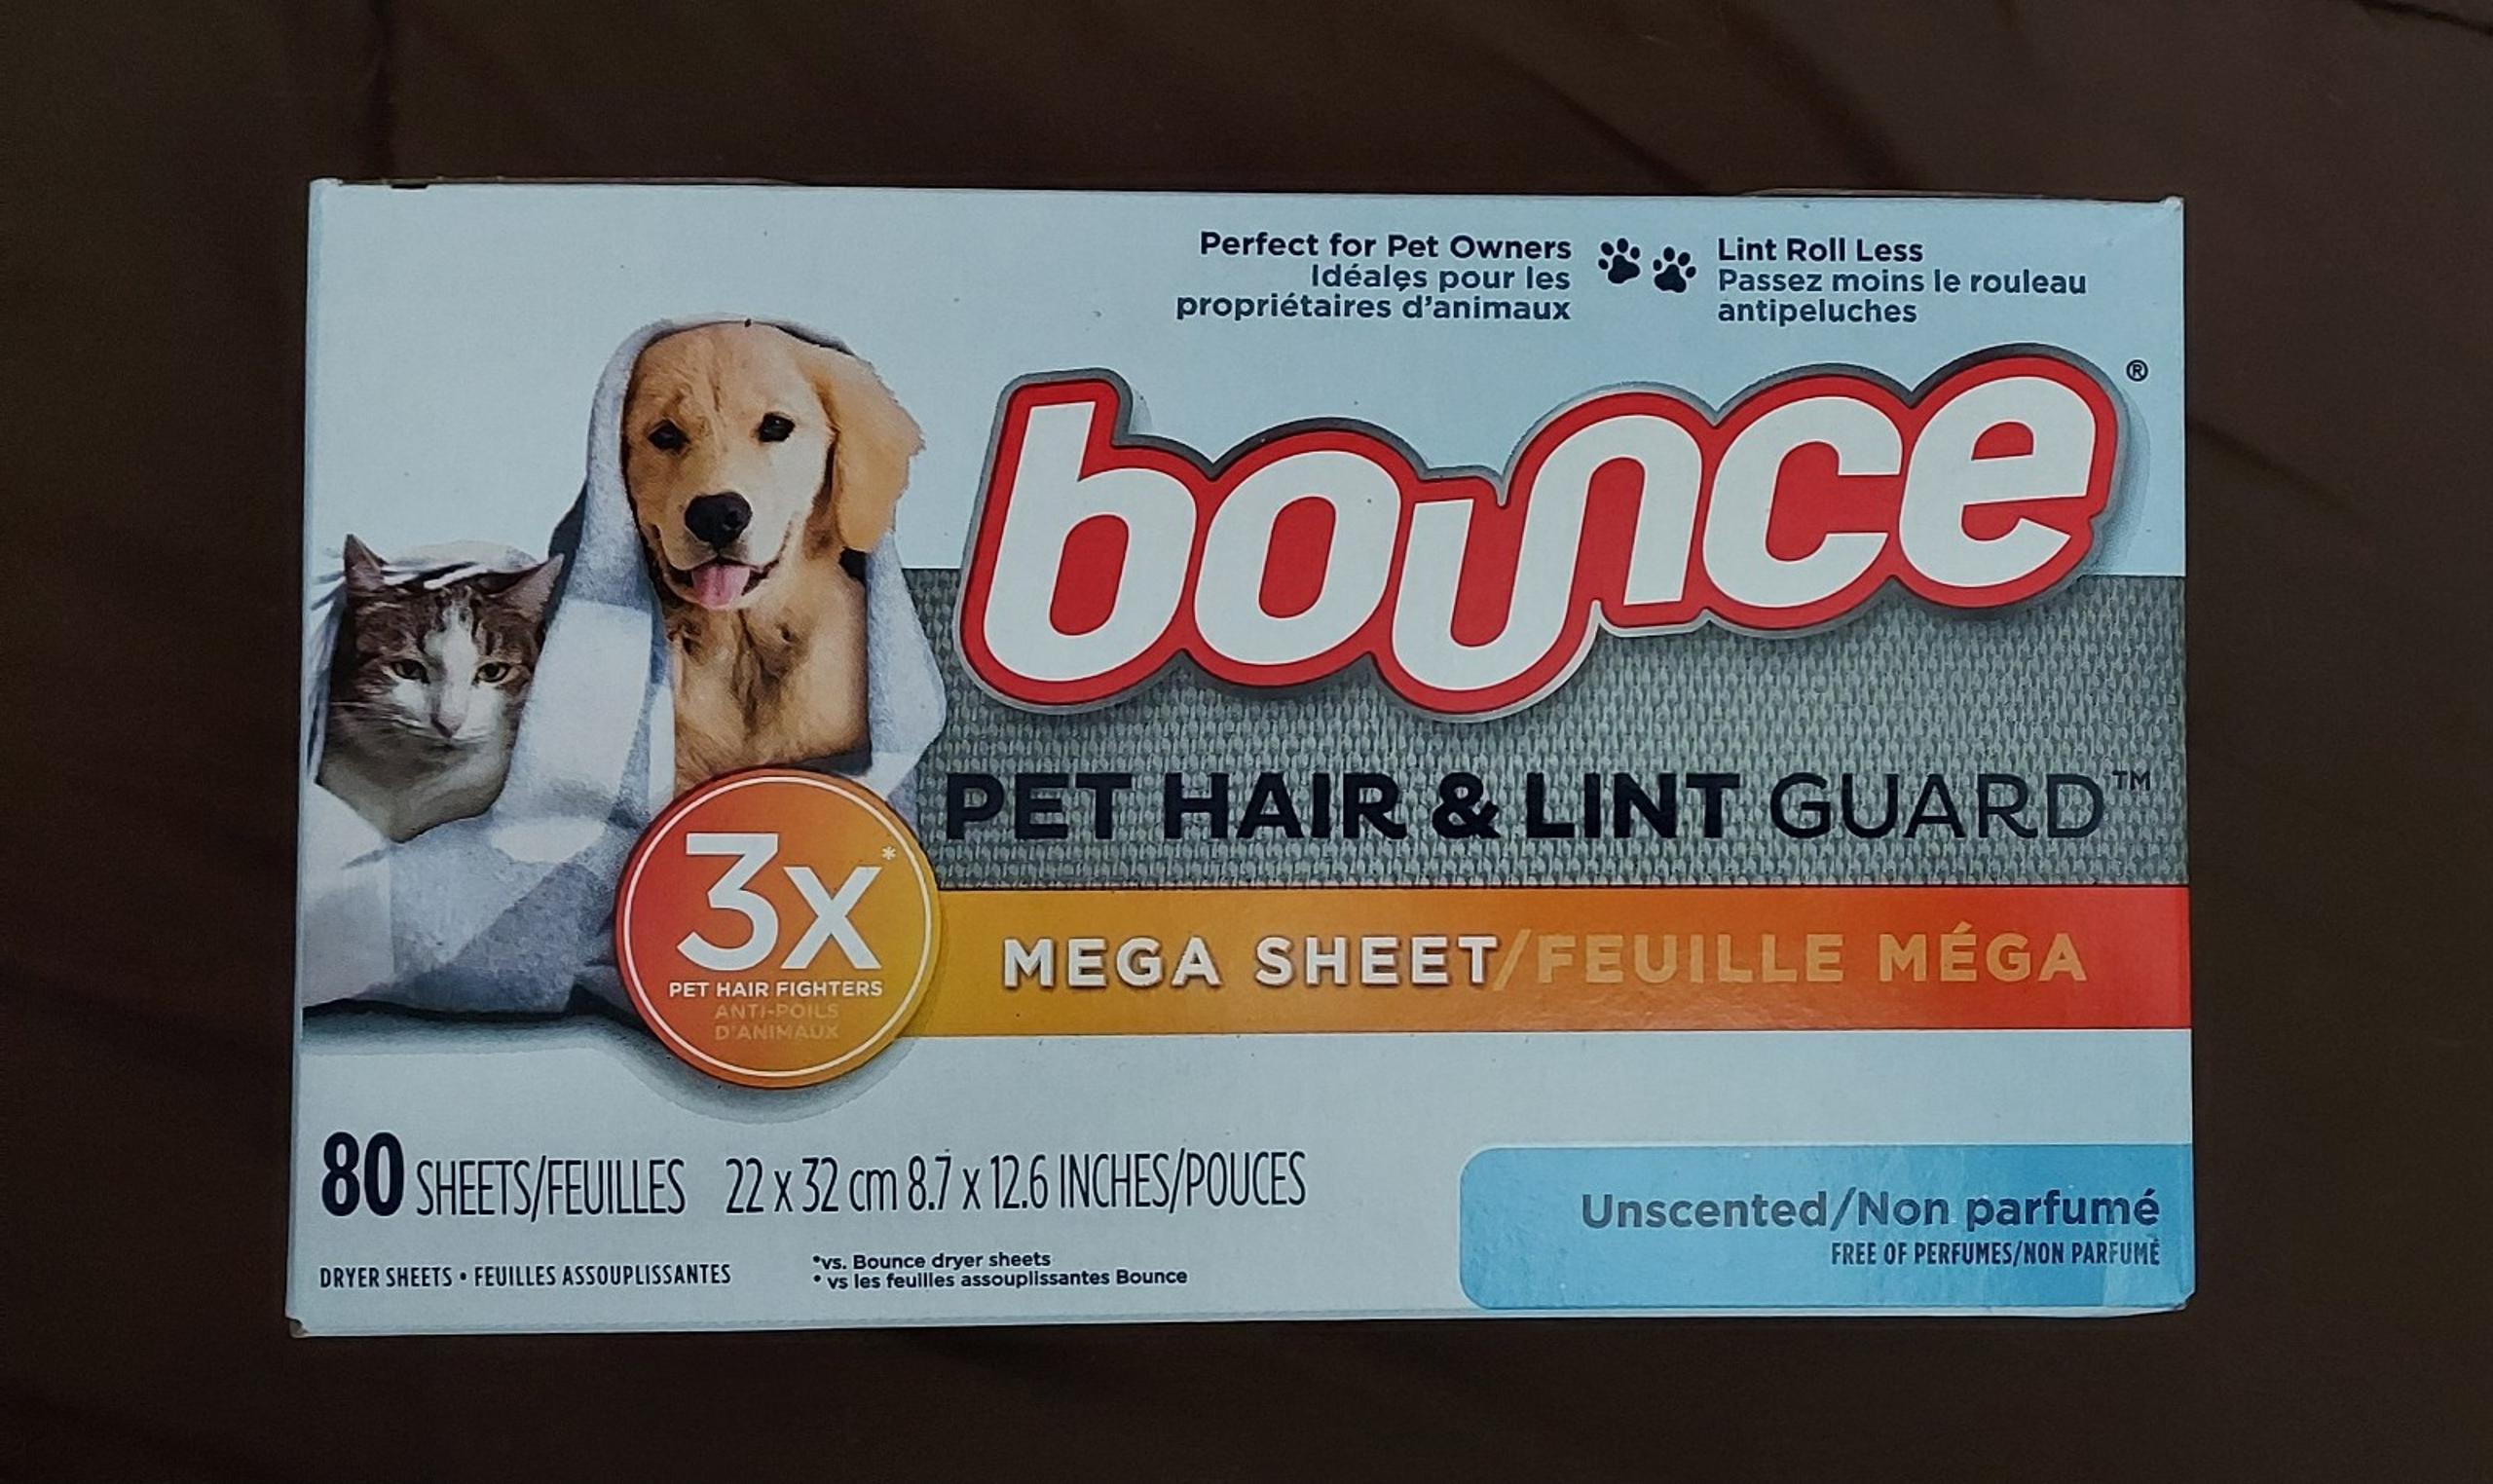 Perfect for Pet Owners
Idéales pour les
propriétaires d'animaux
Lint Roll Less
Passez moins le rouleau
antipeluches
bounce®
PET HAIR & LINT GUARD™
3x*
PET HAIR FIGHTERS
ANTI-POILS
D'ANIMAUX
MEGA SHEET/FEUILLE MÉGA
80 SHEETS/FEUILLES 22 x 32 cm 8.7 x 12.6 INCHES/POUCES
DRYER SHEETS • FEUILLES ASSOUPLISSANTES
*vs. Bounce dryer sheets
* vs les feuilles assouplissantes Bounce
Unscented/Non parfumé
FREE OF PERFUMES/NON PARFUMÉ